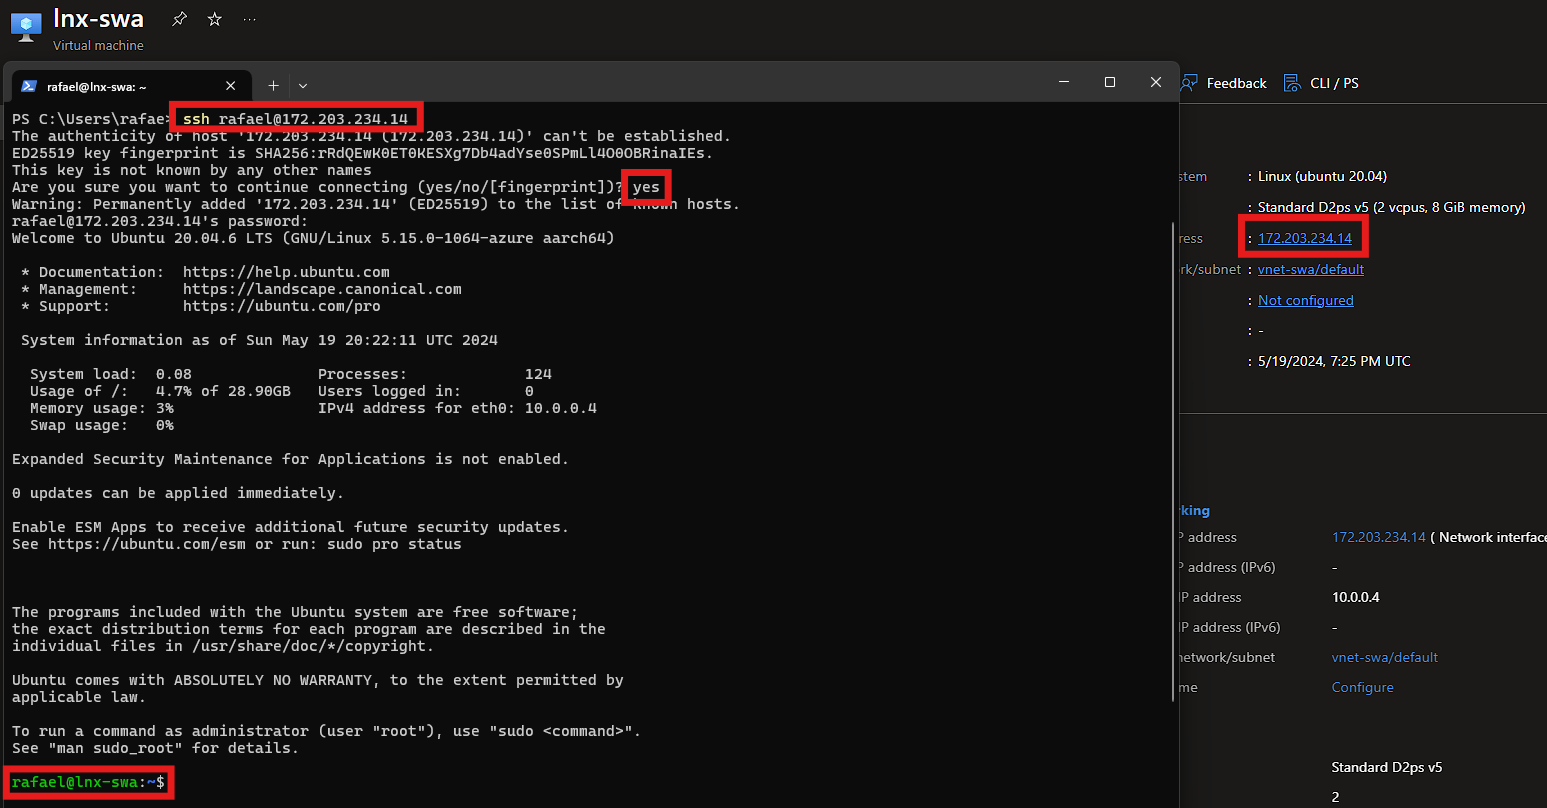 lnx-swa
Virtual machine
rafael@lnx-swa: ~
Feedback
CLI / PS
PS C:\Users\rafae> ssh rafael@172.203.234.14
The authenticity of host '172.203.234.14 (172.203.234.14)' can't be established.
ED25519 key fingerprint is SHA256:rRdQEwK0ET0KESXg7Db4adYse0SPmLl4O0OBRinaIEs.
This key is not known by any other names
Are you sure you want to continue connecting (yes/no/[fingerprint])? yes
Warning: Permanently added '172.203.234.14' (ED25519) to the list of known hosts.
rafael@172.203.234.14's password:
Welcome to Ubuntu 20.04.6 LTS (GNU/Linux 5.15.0-1064-azure aarch64)
* Documentation: https://help.ubuntu.com
* Management: https://landscape.canonical.com
* Support: https://ubuntu.com/pro
System information as of Sun May 19 20:22:11 UTC 2024
System load: 0.08 Processes: 124
Usage of /: 4.7% of 28.90GB Users logged in: 0
Memory usage: 3% IPv4 address for eth0: 10.0.0.4
Swap usage: 0%
Expanded Security Maintenance for Applications is not enabled.
0 updates can be applied immediately.
Enable ESM Apps to receive additional future security updates.
See https://ubuntu.com/esm or run: sudo pro status
The programs included with the Ubuntu system are free software;
the exact distribution terms for each program are described in the
individual files in /usr/share/doc/*/copyright.
Ubuntu comes with ABSOLUTELY NO WARRANTY, to the extent permitted by
applicable law.
To run a command as administrator (user "root"), use "sudo <command>".
See "man sudo_root" for details.
rafael@lnx-swa:~$
stem : Linux (ubuntu 20.04)
: Standard D2ps v5 (2 vcpus, 8 GiB memory)
ress : 172.203.234.14
rk/subnet : vnet-swa/default
: Not configured
: -
: 5/19/2024, 7:25 PM UTC
king
P address 172.203.234.14 ( Network interface
P address (IPv6) -
IP address 10.0.0.4
IP address (IPv6) -
network/subnet vnet-swa/default
me Configure
Standard D2ps v5
2